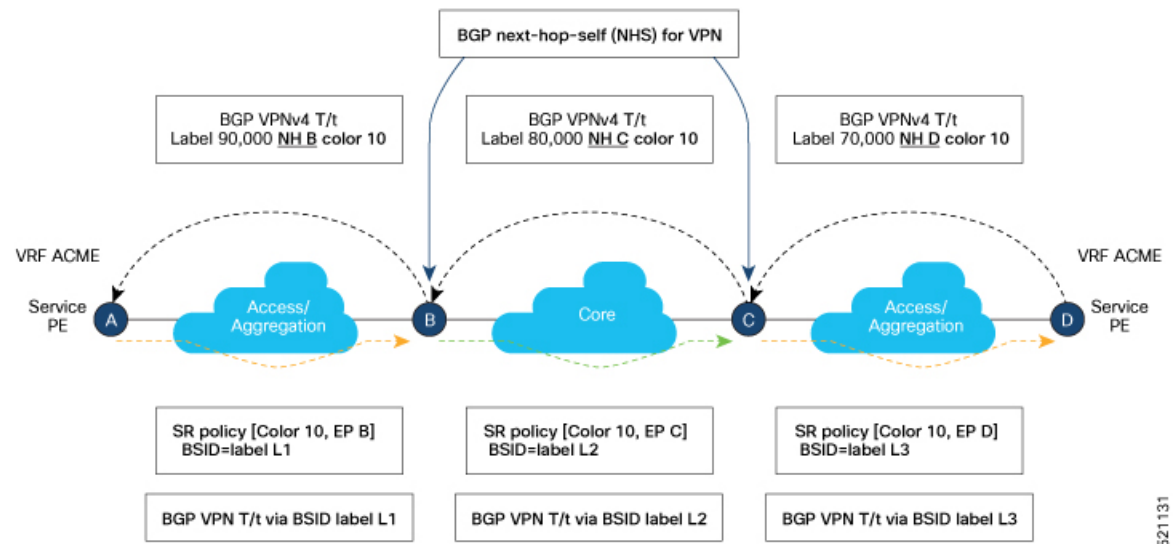 BGP next-hop-self (NHS) for VPN
BGP VPNv4 T/t
Label 90,000 NH B color 10
BGP VPNv4 T/t
Label 80,000 NH C color 10
BGP VPNv4 T/t
Label 70,000 NH D color 10
VRF ACME
VRF ACME
Service
PE
A
Access/
Aggregation
B
Core
C
Access/
Aggregation
D
Service
PE
SR policy [Color 10, EP B]
BSID=label L1
SR policy [Color 10, EP C]
BSID=label L2
SR policy [Color 10, EP D]
BSID=label L3
BGP VPN T/t via BSID label L1
BGP VPN T/t via BSID label L2
BGP VPN T/t via BSID label L3
521131